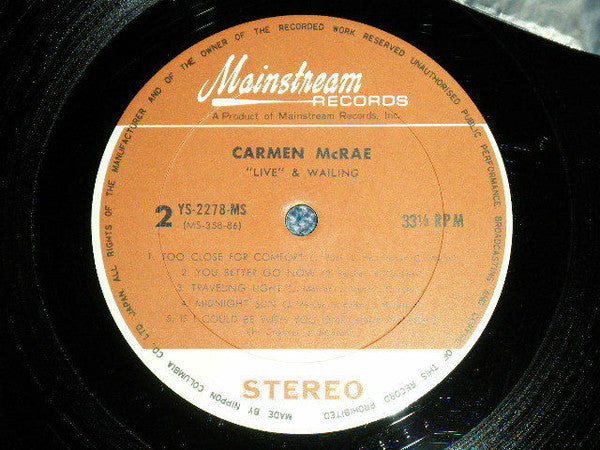 ALL RIGHTS OF THE MANUFACTURER AND OF THE OWNER OF THE RECORDED WORK RESERVED UNAUTHORISED PUBLIC PERFORMANCE BROADCASTING AND COPYING OF THIS RECORD PROHIBITED
MADE BY NIPPON COLUMBIA CO., LTD. JAPAN
Mainstream
RECORDS
A Product of Mainstream Records, Inc.
CARMEN McRAE
"LIVE" & WAILING
2 YS-2278-MS
(MS-358-86)
33⅓ RPM
1. TOO CLOSE FOR COMFORT
2. YOU BETTER GO NOW
3. TRAVELING LIGHT
4. MIDNIGHT SUN
5. IF I COULD BE WITH YOU
STEREO